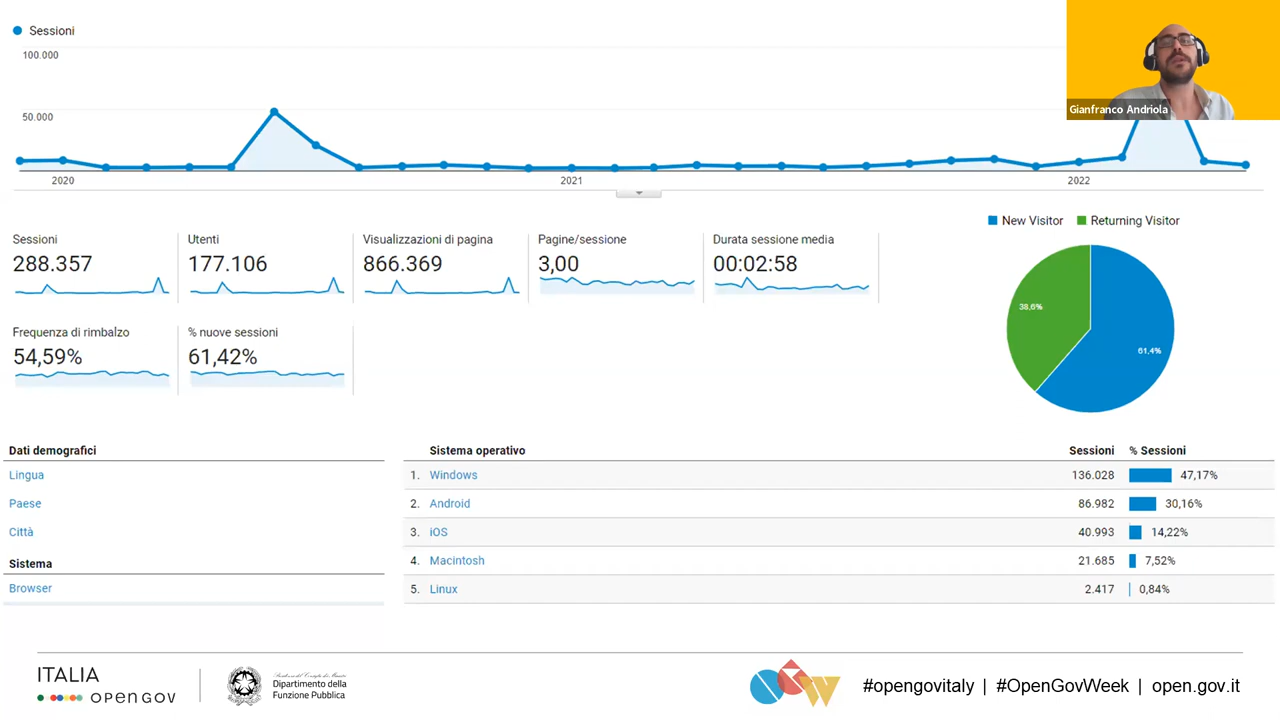 Sessioni
100.000
50.000
2020
2021
2022
Gianfranco Andriola
Sessioni
288.357
Utenti
177.106
Visualizzazioni di pagina
866.369
Pagine/sessione
3,00
Durata sessione media
00:02:58
Frequenza di rimbalzo
54,59%
% nuove sessioni
61,42%
New Visitor
Returning Visitor
38,6%
61,4%
Dati demografici
Lingua
Paese
Città
Sistema
Browser
Sistema operativo Sessioni % Sessioni
1. Windows 136.028 47,17%
2. Android 86.982 30,16%
3. iOS 40.993 14,22%
4. Macintosh 21.685 7,52%
5. Linux 2.417 0,84%
ITALIA
OPEN GOV
Dipartimento della
Funzione Pubblica
#opengovitaly | #OpenGovWeek | open.gov.it